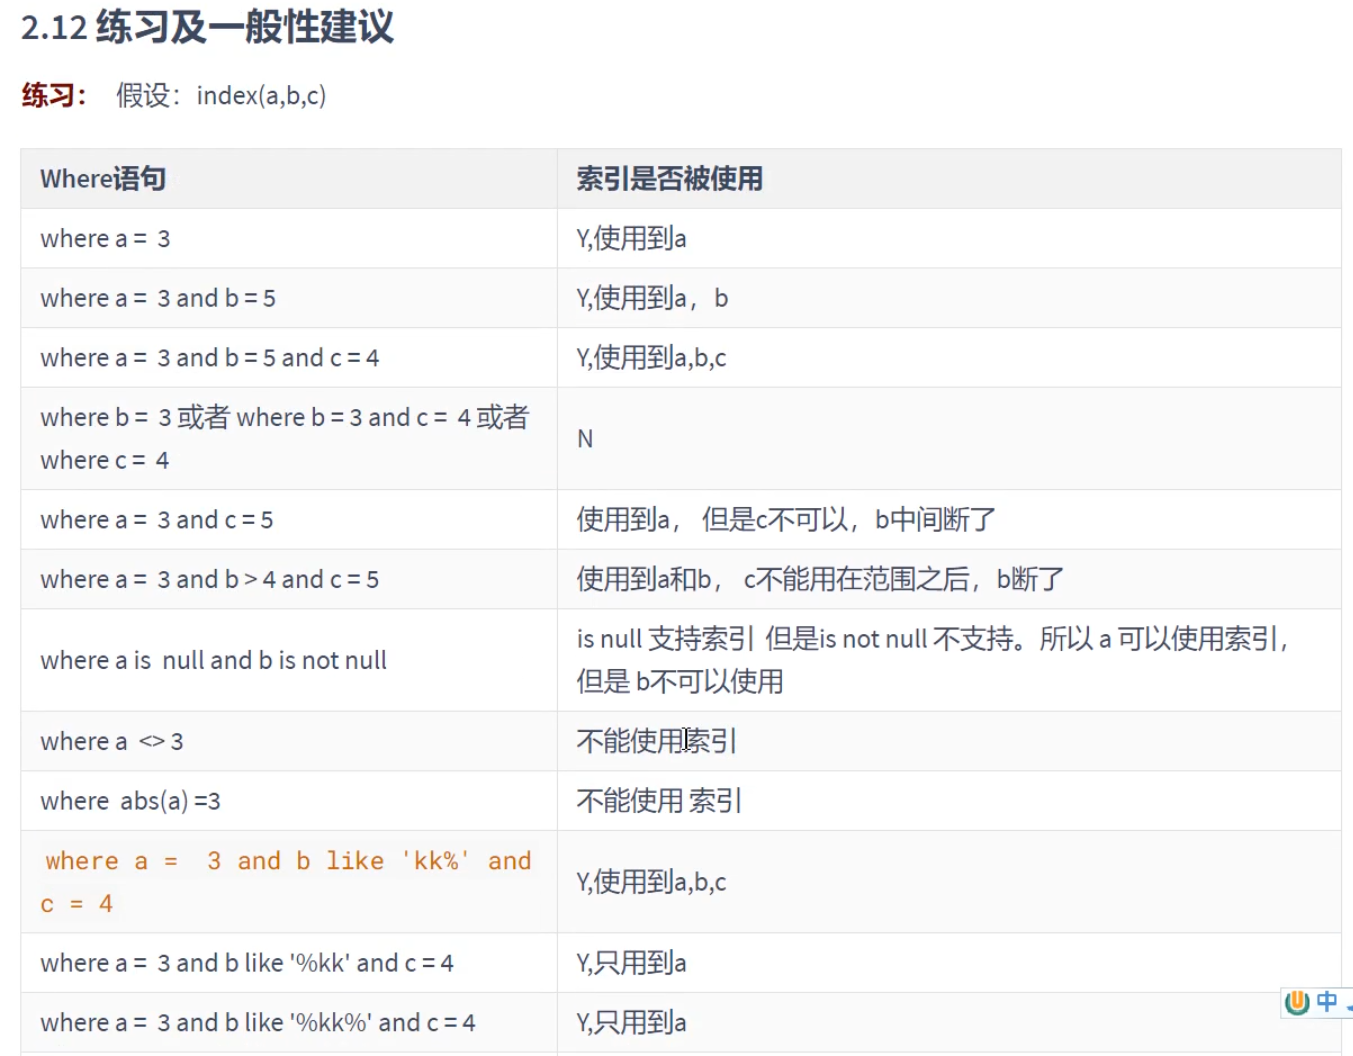 2.12 练习及一般性建议
练习： 假设：index(a,b,c)
Where语句 索引是否被使用
where a = 3 Y,使用到a
where a = 3 and b = 5 Y,使用到a，b
where a = 3 and b = 5 and c = 4 Y,使用到a,b,c
where b = 3 或者 where b = 3 and c = 4 或者
where c = 4
N
where a = 3 and c = 5 使用到a， 但是c不可以，b中间断了
where a = 3 and b > 4 and c = 5 使用到a和b， c不能用在范围之后，b断了
where a is null and b is not null
is null 支持索引 但是is not null 不支持。所以 a 可以使用索引，
但是 b不可以使用
where a <> 3 不能使用索引
where abs(a) =3 不能使用 索引
where a = 3 and b like 'kk%' and
c = 4
Y,使用到a,b,c
where a = 3 and b like '%kk' and c = 4 Y,只用到a
where a = 3 and b like '%kk%' and c = 4 Y,只用到a
中